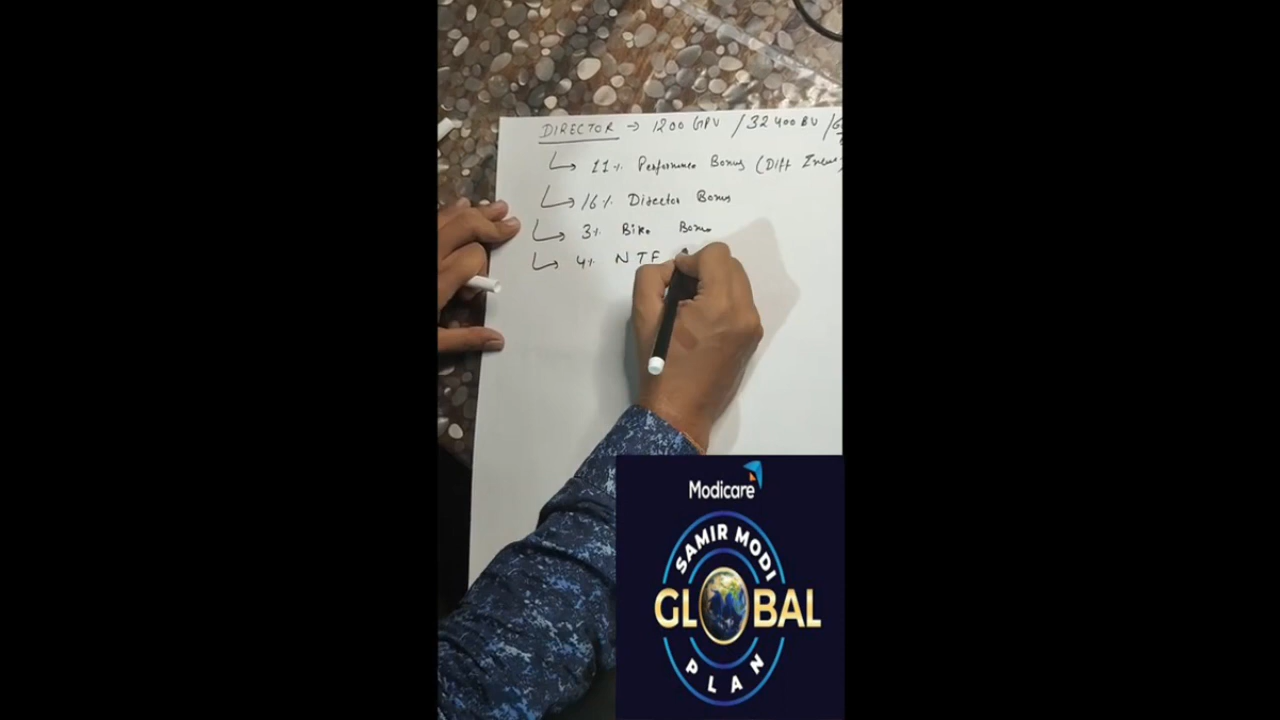 DIRECTOR → 1200 GPV / 32400 BU /
11% Performance Bonus (Diff Income)
16% Director Bonus
3% Bike Bonus
4% NTF
Modicare
SAMIR MODI
GLOBAL
PLAN